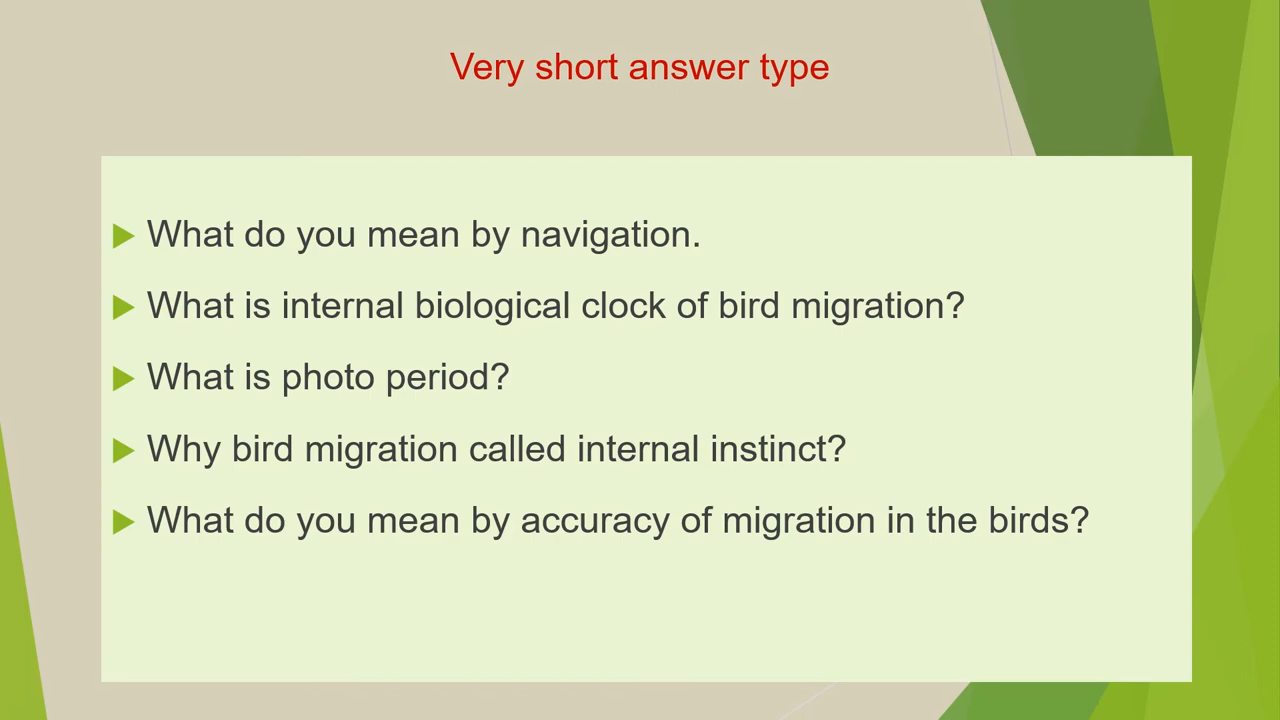 Very short answer type
What do you mean by navigation.
What is internal biological clock of bird migration?
What is photo period?
Why bird migration called internal instinct?
What do you mean by accuracy of migration in the birds?